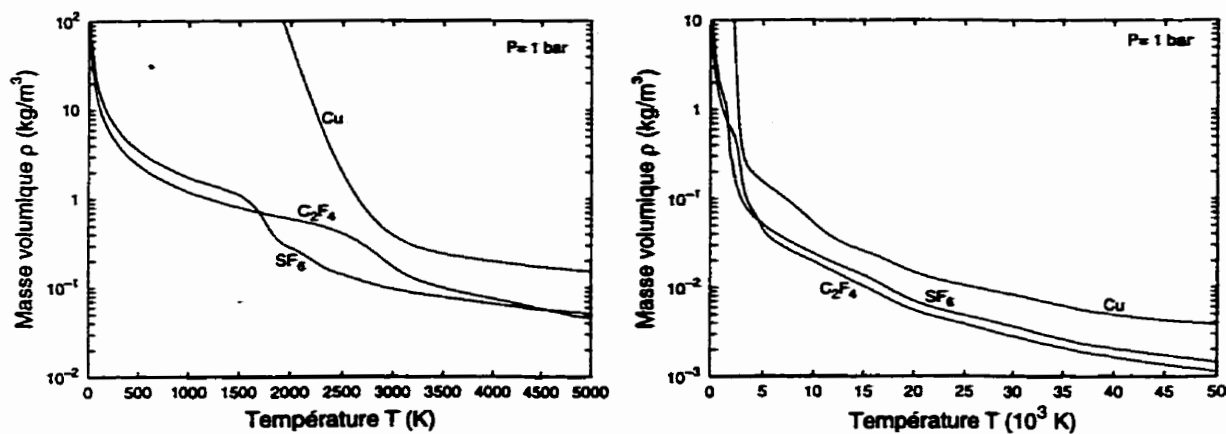 P= 1 bar
Masse volumique ρ (kg/m³)
10²
10
1
10⁻¹
10⁻²
Cu
C₂F₄
SF₆
0 500 1000 1500 2000 2500 3000 3500 4000 4500 5000
Température T (K)
P= 1 bar
Masse volumique ρ (kg/m³)
10
1
10⁻¹
10⁻²
10⁻³
Cu
SF₆
C₂F₄
0 5 10 15 20 25 30 35 40 45 50
Température T (10³ K)